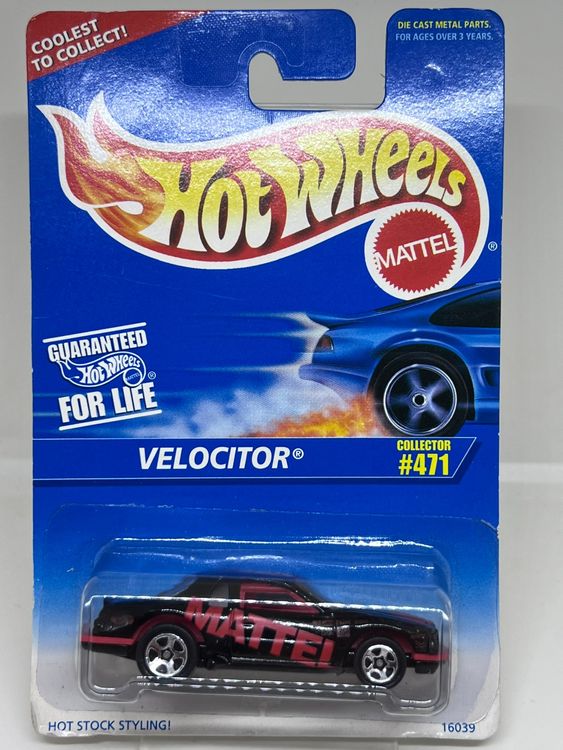 COOLEST
TO COLLECT!
DIE CAST METAL PARTS.
FOR AGES OVER 3 YEARS.
Hot Wheels
MATTEL
®
GUARANTEED
Hot Wheels
®
FOR LIFE
VELOCITOR®
COLLECTOR
#471
MATTEL
HOT STOCK STYLING!
16039